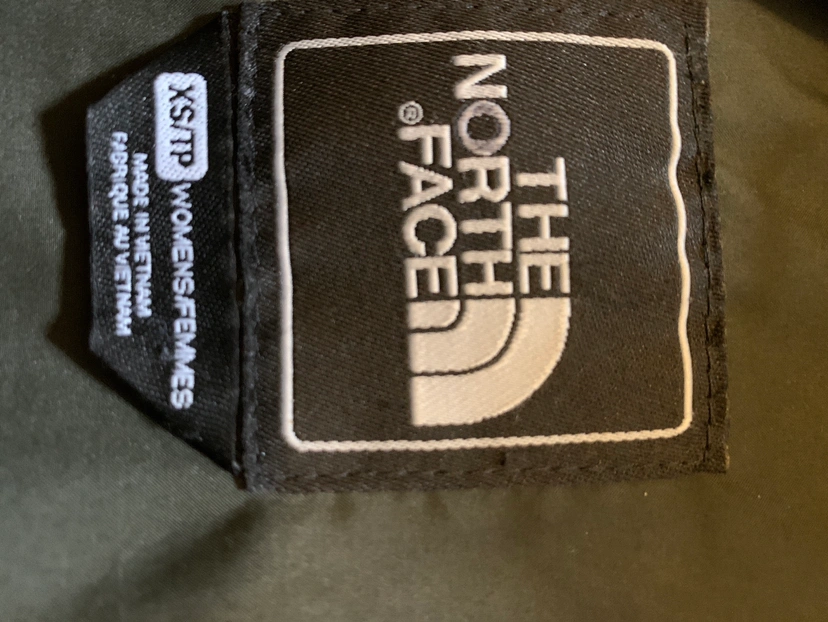 THE
NORTH
®FACE
XS/TP WOMENS/FEMMES
MADE IN VIETNAM
FABRIQUE AU VIETNAM